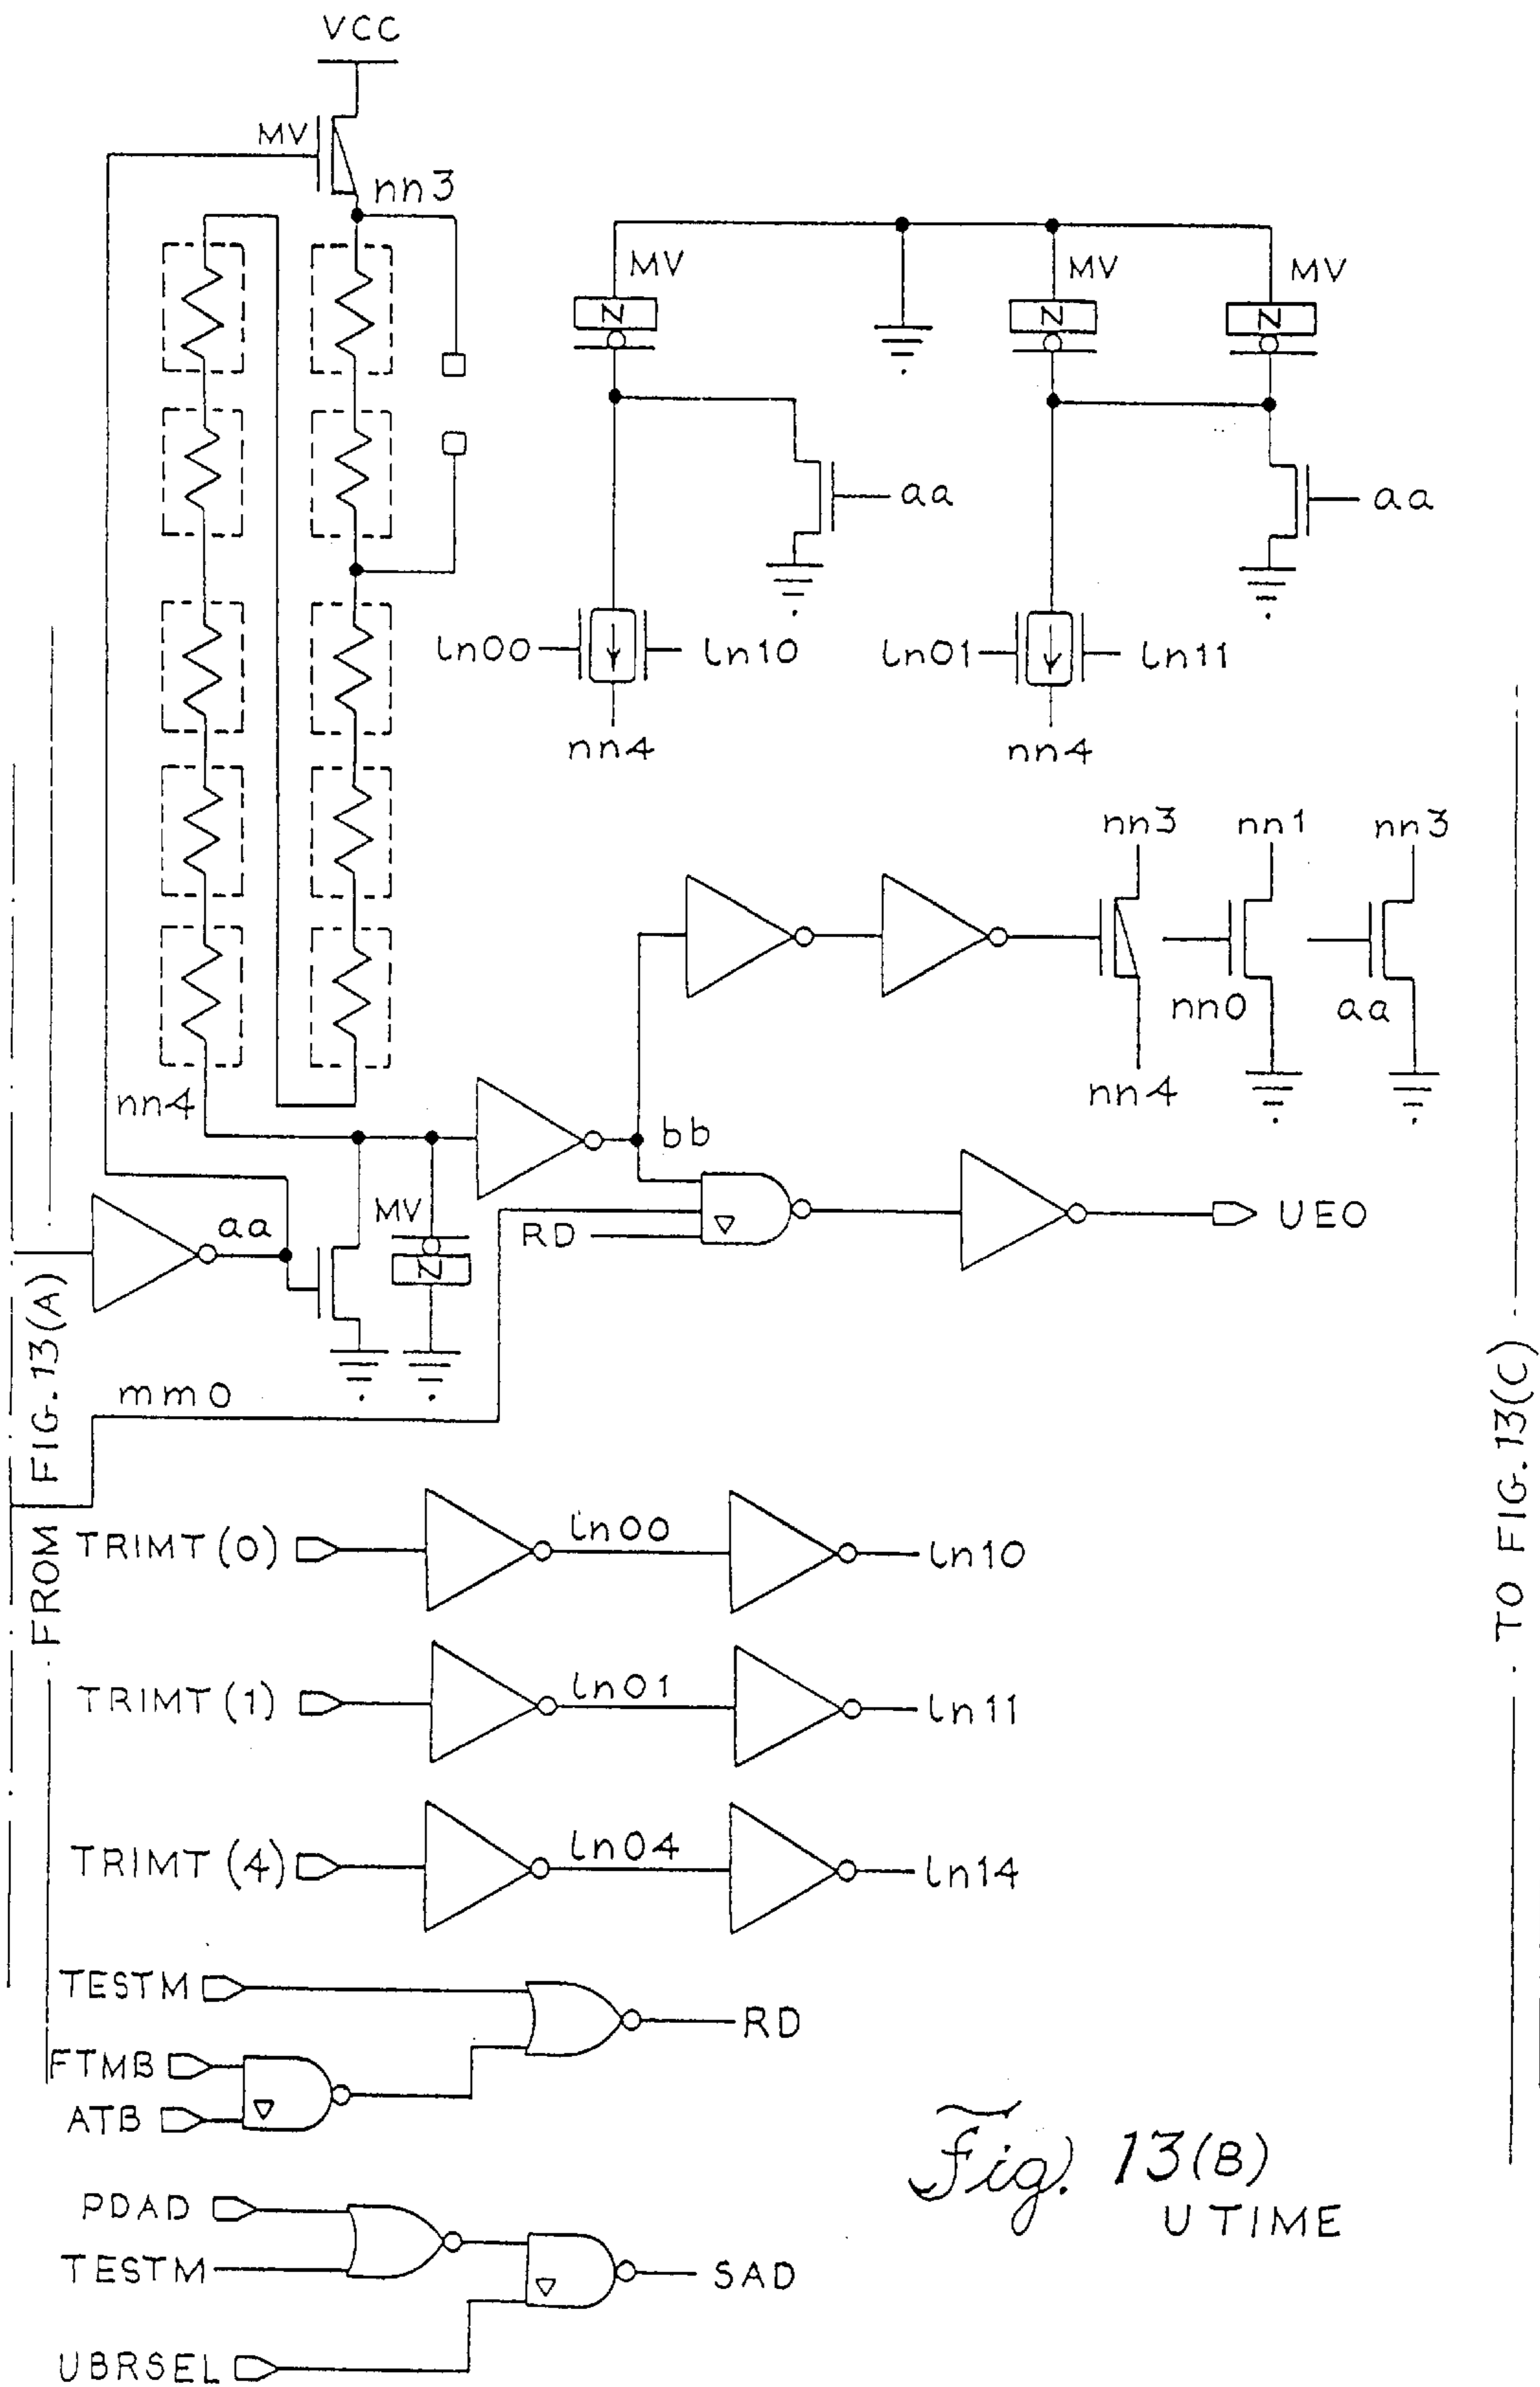 VCC
MV
nn3
MV
MV
MV
aa
aa
ln00
ln10
ln01
ln11
nn4
nn4
nn3
nn1
nn3
nn0
aa
nn4
nn4
bb
aa
MV
RD
UEO
FROM FIG. 13(A)
mm0
TO FIG. 13(C)
TRIMT (0)
ln00
ln10
TRIMT (1)
ln01
ln11
TRIMT (4)
ln04
ln14
TESTM
RD
FTMB
ATB
PDAD
TESTM
SAD
UBRSEL
Fig. 13(B)
UTIME
N
N
N
N